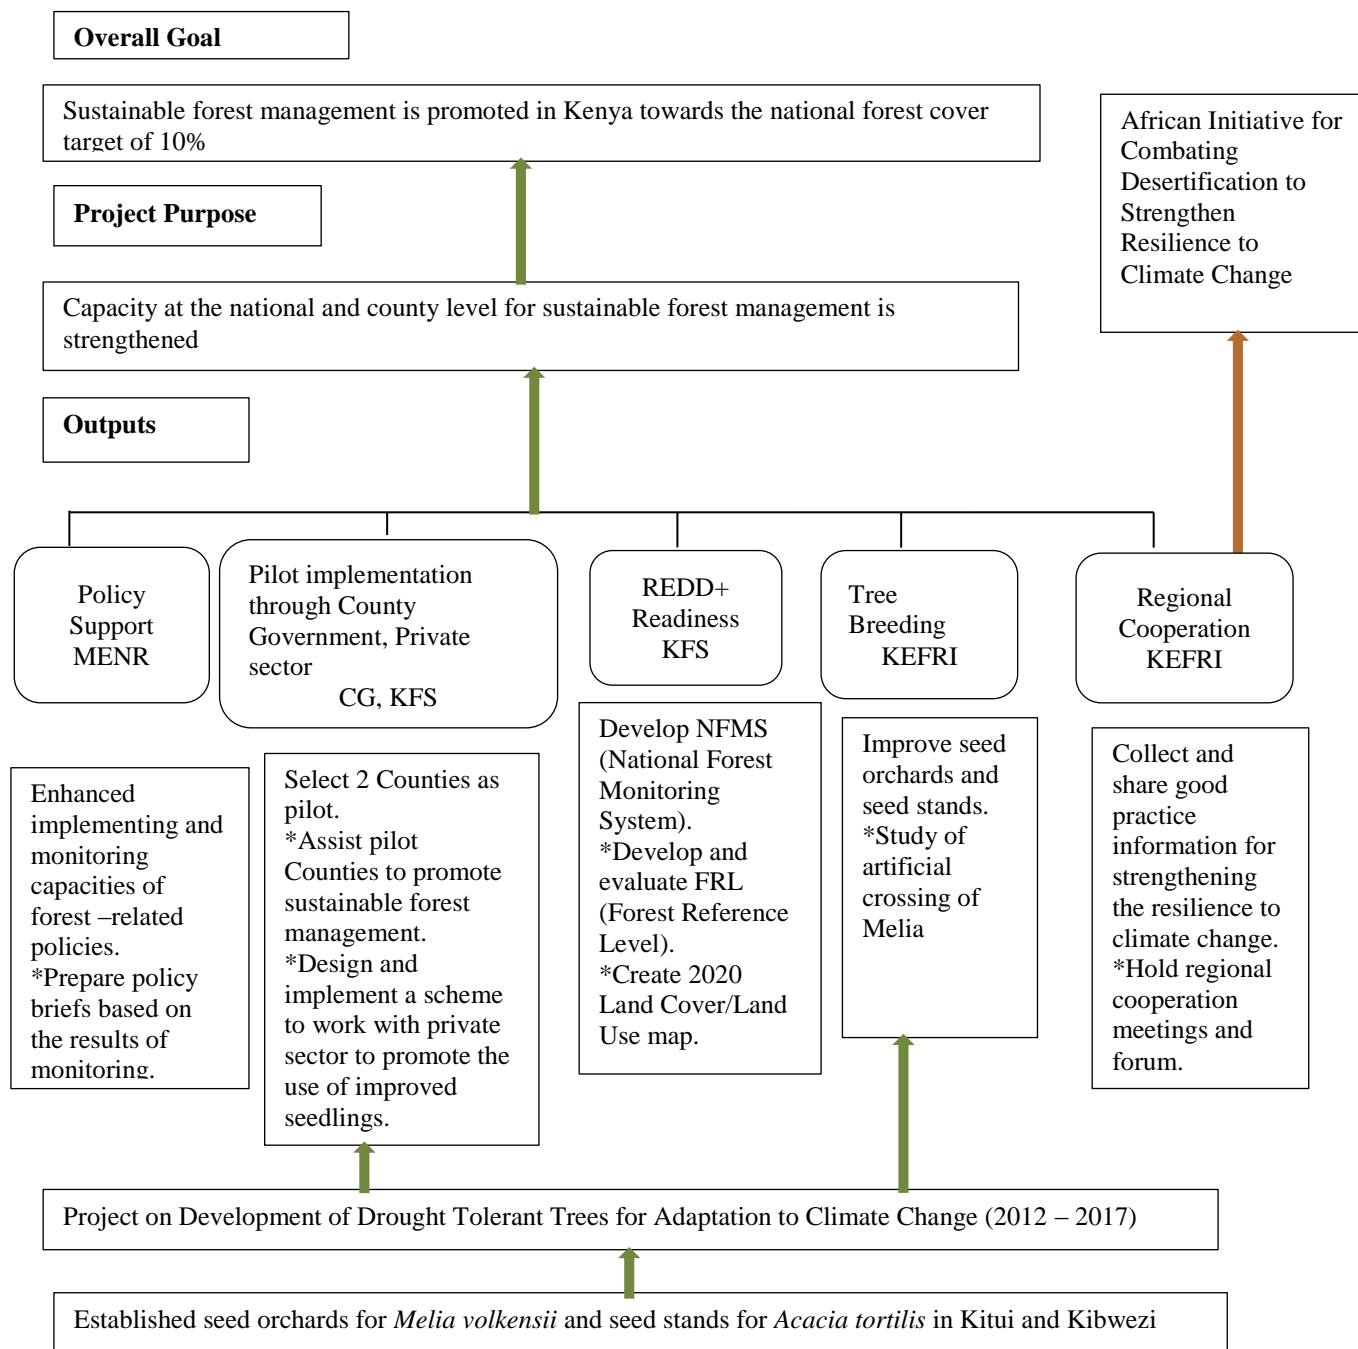 Overall Goal
Sustainable forest management is promoted in Kenya towards the national forest cover
target of 10%
African Initiative for
Combating
Desertification to
Strengthen
Resilience to
Climate Change
Project Purpose
Capacity at the national and county level for sustainable forest management is
strengthened
Outputs
Policy
Support
MENR
Pilot implementation
through County
Government, Private
sector
CG, KFS
REDD+
Readiness
KFS
Tree
Breeding
KEFRI
Regional
Cooperation
KEFRI
Enhanced
implementing and
monitoring
capacities of
forest –related
policies.
*Prepare policy
briefs based on
the results of
monitoring.
Select 2 Counties as
pilot.
*Assist pilot
Counties to promote
sustainable forest
management.
*Design and
implement a scheme
to work with private
sector to promote the
use of improved
seedlings.
Develop NFMS
(National Forest
Monitoring
System).
*Develop and
evaluate FRL
(Forest Reference
Level).
*Create 2020
Land Cover/Land
Use map.
Improve seed
orchards and
seed stands.
*Study of
artificial
crossing of
Melia
Collect and
share good
practice
information for
strengthening
the resilience to
climate change.
*Hold regional
cooperation
meetings and
forum.
Project on Development of Drought Tolerant Trees for Adaptation to Climate Change (2012 – 2017)
Established seed orchards for Melia volkensii and seed stands for Acacia tortilis in Kitui and Kibwezi